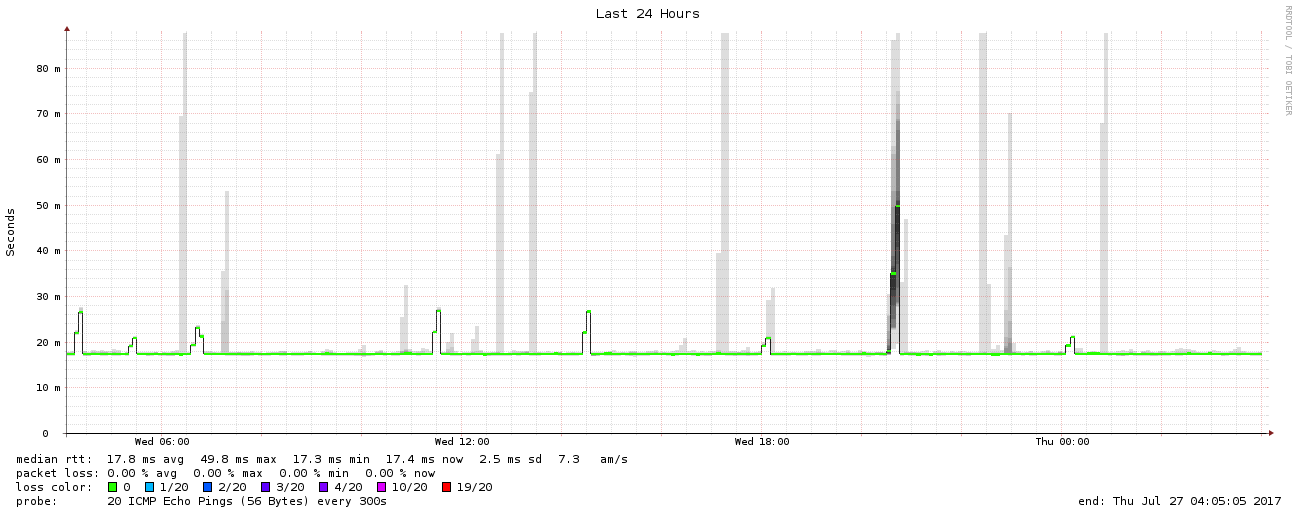 Last 24 Hours
RRDTOOL / TOBI OETIKER
Seconds
80 m
70 m
60 m
50 m
40 m
30 m
20 m
10 m
0
Wed 06:00 Wed 12:00 Wed 18:00 Thu 00:00
median rtt: 17.8 ms avg 49.8 ms max 17.3 ms min 17.4 ms now 2.5 ms sd 7.3 am/s
packet loss: 0.00 % avg 0.00 % max 0.00 % min 0.00 % now
loss color: 0 1/20 2/20 3/20 4/20 10/20 19/20
probe: 20 ICMP Echo Pings (56 Bytes) every 300s end: Thu Jul 27 04:05:05 2017